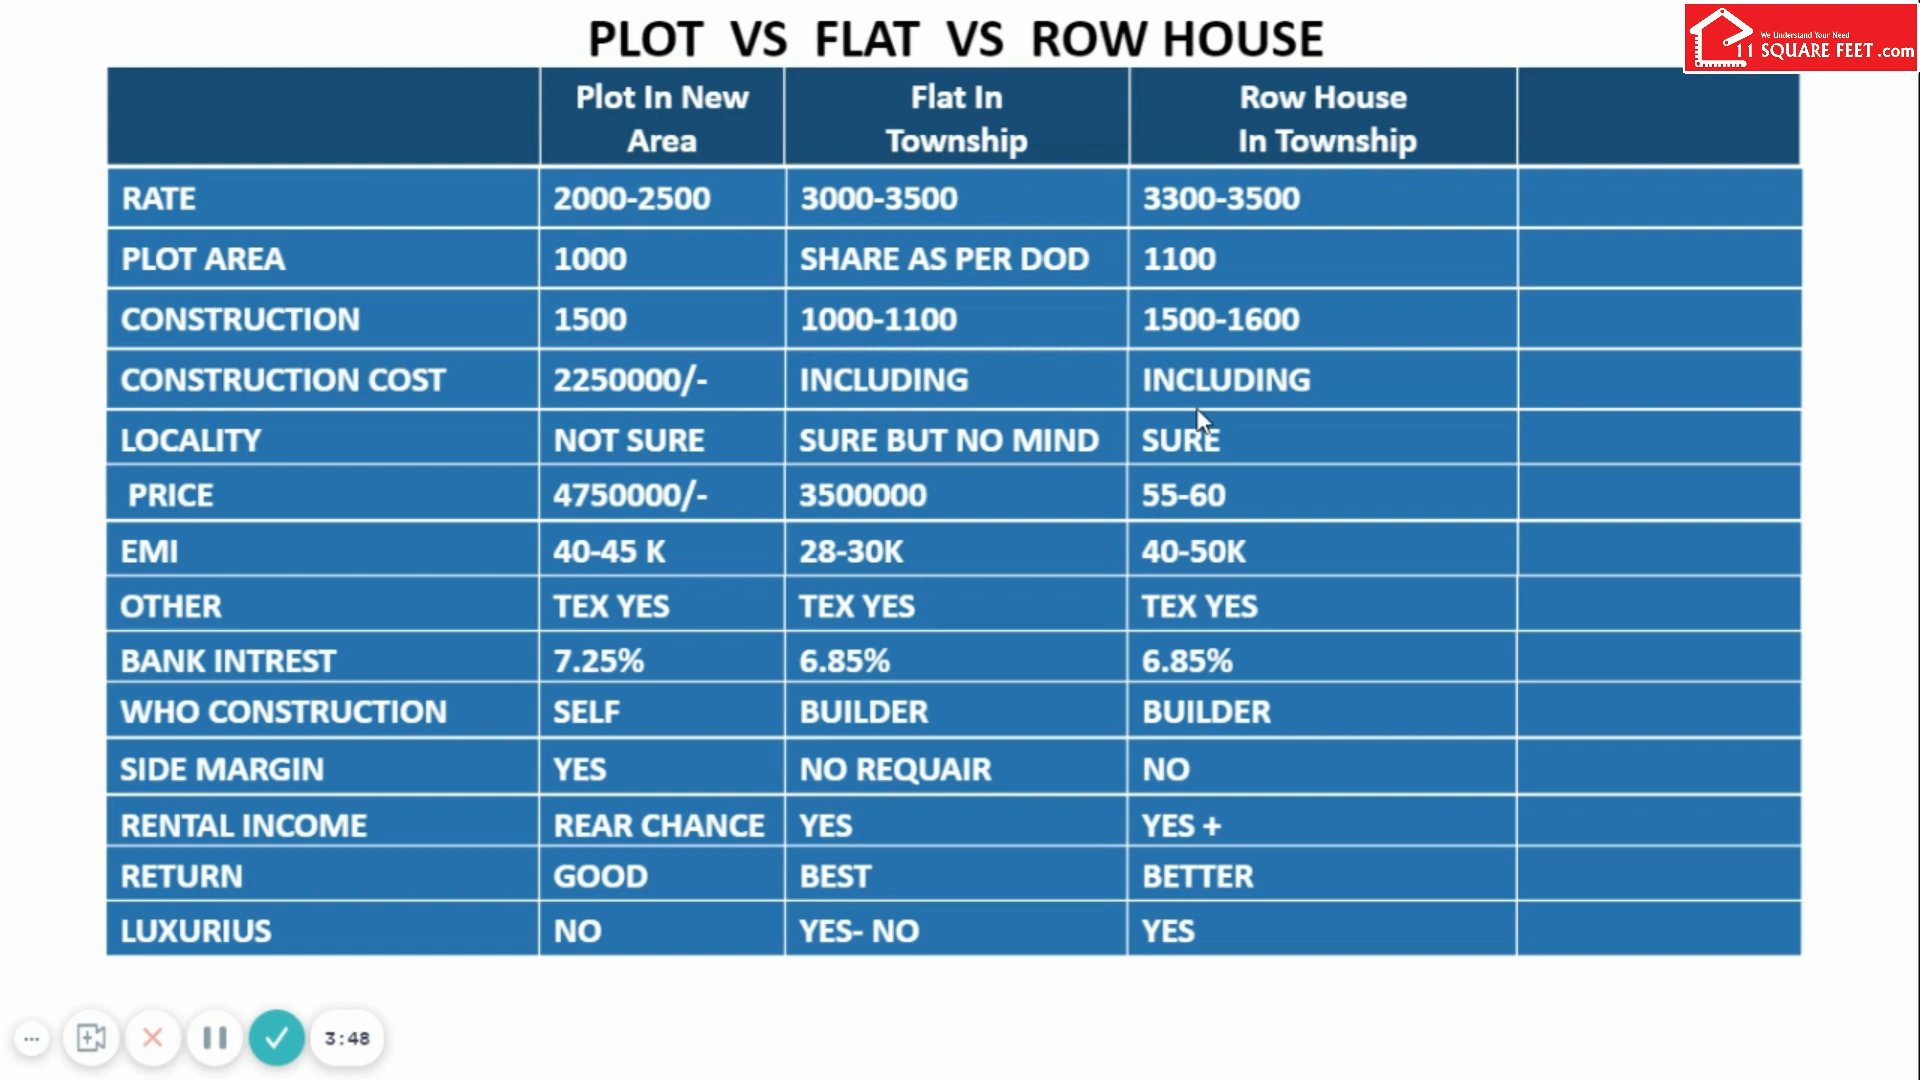 PLOT VS FLAT VS ROW HOUSE
We Understand Your Need
11 SQUARE FEET .com
Plot In New Area Flat In Township Row House In Township
RATE 2000-2500 3000-3500 3300-3500
PLOT AREA 1000 SHARE AS PER DOD 1100
CONSTRUCTION 1500 1000-1100 1500-1600
CONSTRUCTION COST 2250000/- INCLUDING INCLUDING
LOCALITY NOT SURE SURE BUT NO MIND SURE
PRICE 4750000/- 3500000 55-60
EMI 40-45 K 28-30K 40-50K
OTHER TEX YES TEX YES TEX YES
BANK INTREST 7.25% 6.85% 6.85%
WHO CONSTRUCTION SELF BUILDER BUILDER
SIDE MARGIN YES NO REQUAIR NO
RENTAL INCOME REAR CHANCE YES YES +
RETURN GOOD BEST BETTER
LUXURIUS NO YES- NO YES
3:48